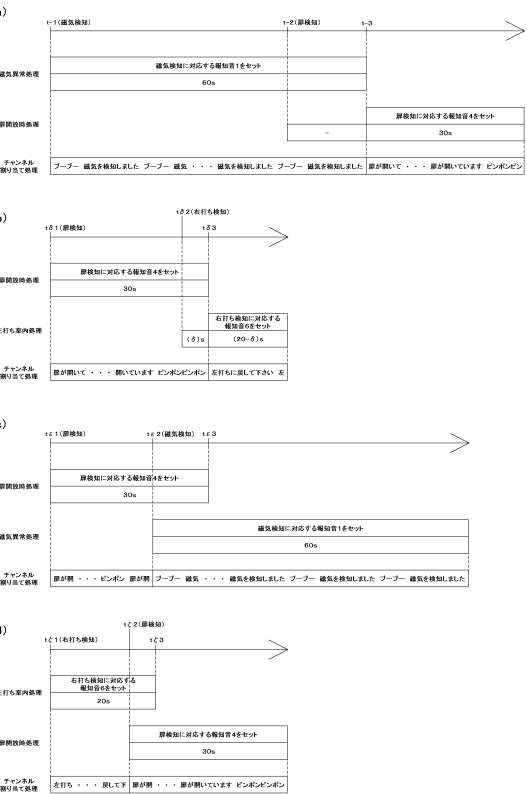 t-1(磁気検知)
t-2(扉検知)
t-3
磁気異常処理
磁気検知に対応する報知音1をセット
60s
扉開放時処理
扉検知に対応する報知音4をセット
-
30s
チャンネル
割り当て処理
ブーブー 磁気を検知しました ブーブー 磁気 ・・・ 磁気を検知しました ブーブー 磁気を検知しました
扉が開いて ・・・ 扉が開いています ピンポンピン
tδ1(扉検知)
tδ2(右打ち検知)
tδ3
扉開放時処理
扉検知に対応する報知音4をセット
30s
左打ち案内処理
右打ち検知に対応する
報知音6をセット
(δ)s
(20-δ)s
チャンネル
割り当て処理
扉が開いて ・・・ 開いています ピンポンピンポン
左打ちに戻して下さい 左
tε1(扉検知)
tε2(磁気検知)
tε3
扉開放時処理
扉検知に対応する報知音4をセット
30s
磁気異常処理
磁気検知に対応する報知音1をセット
60s
チャンネル
割り当て処理
扉が開 ・・・ ピンポン 扉が開
ブーブー 磁気 ・・・ 磁気を検知しました ブーブー 磁気を検知しました ブーブー 磁気を検知しました
tζ1(右打ち検知)
tζ2(扉検知)
tζ3
左打ち案内処理
右打ち検知に対応する
報知音6をセット
20s
扉開放時処理
扉検知に対応する報知音4をセット
30s
チャンネル
割り当て処理
左打ち ・・・ 戻して下
扉が開 ・・・ 扉が開いています ピンポンピンポン